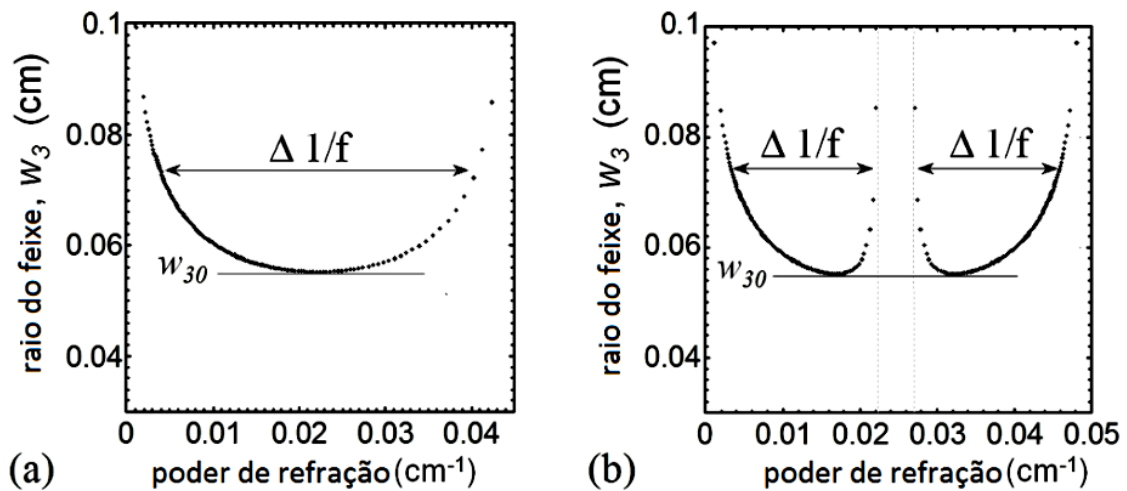 0.1
0.08
0.06
0.04
raio do feixe, W₃ (cm)
Δ 1/f
w₃₀
0 0.01 0.02 0.03 0.04
(a) poder de refração (cm⁻¹)
0.1
0.08
0.06
0.04
raio do feixe, W₃ (cm)
Δ 1/f Δ 1/f
w₃₀
0 0.01 0.02 0.03 0.04 0.05
(b) poder de refração (cm⁻¹)